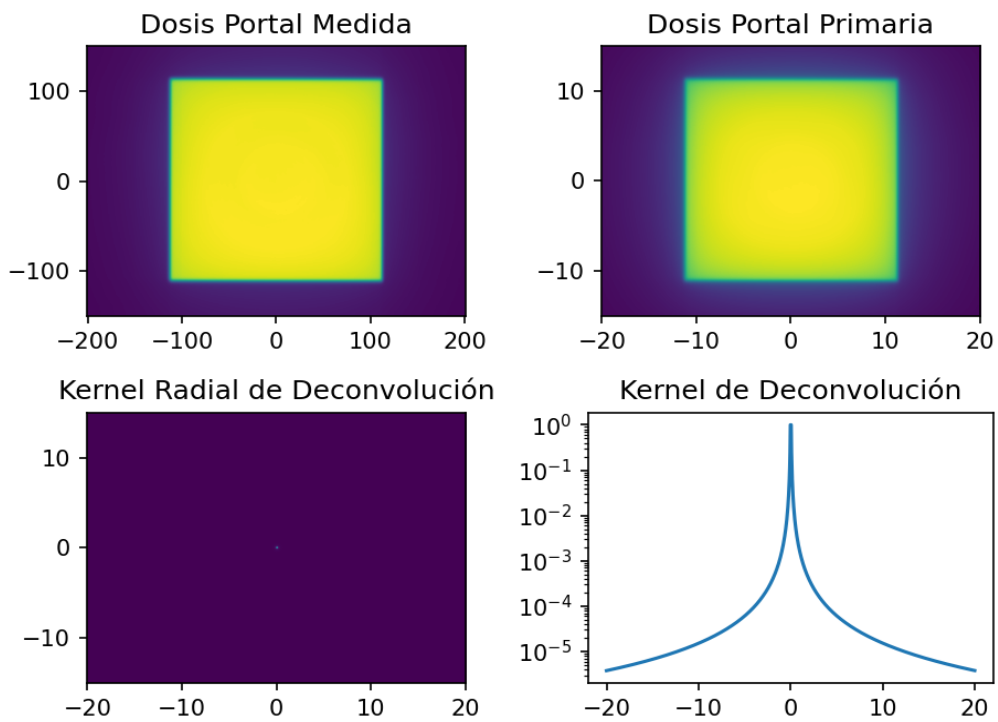 Dosis Portal Medida
100
0
−100
−200 −100 0 100 200
Dosis Portal Primaria
10
0
−10
−20 −10 0 10 20
Kernel Radial de Deconvolución
10
0
−10
−20 −10 0 10 20
Kernel de Deconvolución
10⁰
10⁻¹
10⁻²
10⁻³
10⁻⁴
10⁻⁵
−20 −10 0 10 20